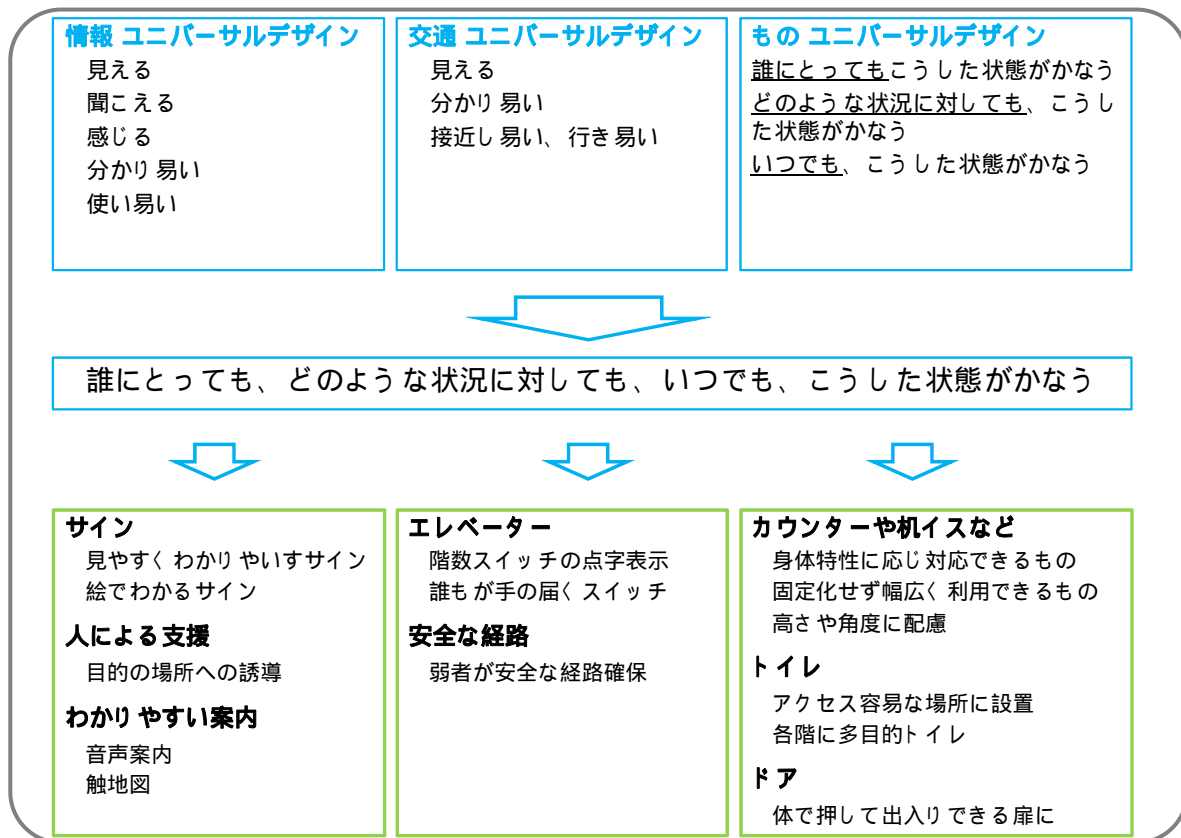 情報 ユニバーサルデザイン
見える
聞こえる
感じる
分かり易い
使い易い
交通 ユニバーサルデザイン
見える
分かり易い
接近し易い、行き易い
もの ユニバーサルデザイン
誰にとってもこうした状態がかなう
どのような状況に対しても、こうし
た状態がかなう
いつでも、こうした状態がかなう
誰にとっても、どのような状況に対しても、いつでも、こうした状態がかなう
サイン
見やすくわかりやいすサイン
絵でわかるサイン
人による支援
目的の場所への誘導
わかりやすい案内
音声案内
触地図
エレベーター
階数スイッチの点字表示
誰もが手の届くスイッチ
安全な経路
弱者が安全な経路確保
カウンターや机イスなど
身体特性に応じ対応できるもの
固定化せず幅広く利用できるもの
高さや角度に配慮
トイレ
アクセス容易な場所に設置
各階に多目的トイレ
ドア
体で押して出入りできる扉に